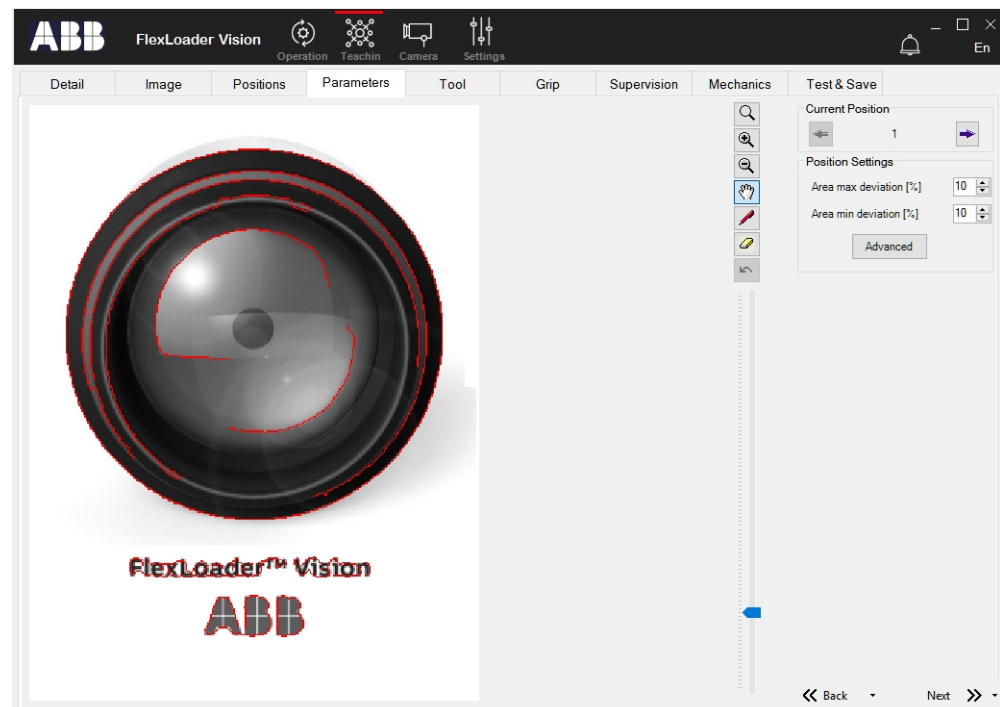 ABB FlexLoader Vision
Operation Teachin Camera Settings
En
Detail Image Positions Parameters Tool Grip Supervision Mechanics Test & Save
Current Position
1
Position Settings
Area max deviation [%] 10
Area min deviation [%] 10
Advanced
FlexLoader™ Vision
ABB
Back Next